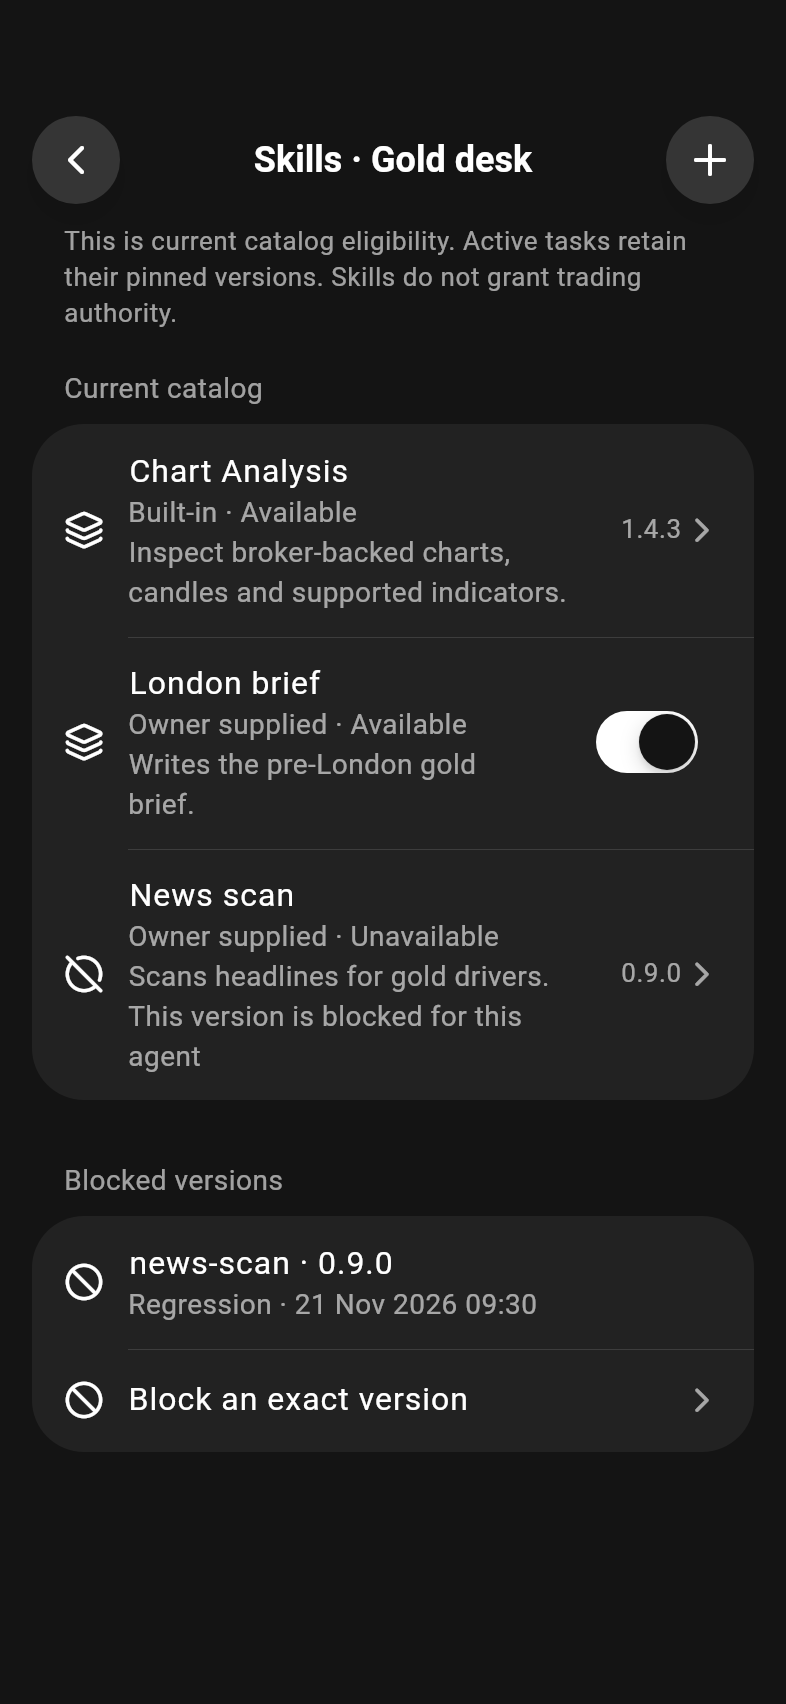 Skills · Gold desk
This is current catalog eligibility. Active tasks retain
their pinned versions. Skills do not grant trading
authority.
Current catalog
Chart Analysis
Built-in · Available
Inspect broker-backed charts,
candles and supported indicators.
1.4.3
London brief
Owner supplied · Available
Writes the pre-London gold
brief.
News scan
Owner supplied · Unavailable
Scans headlines for gold drivers.
This version is blocked for this
agent
0.9.0
Blocked versions
news-scan · 0.9.0
Regression · 21 Nov 2026 09:30
Block an exact version